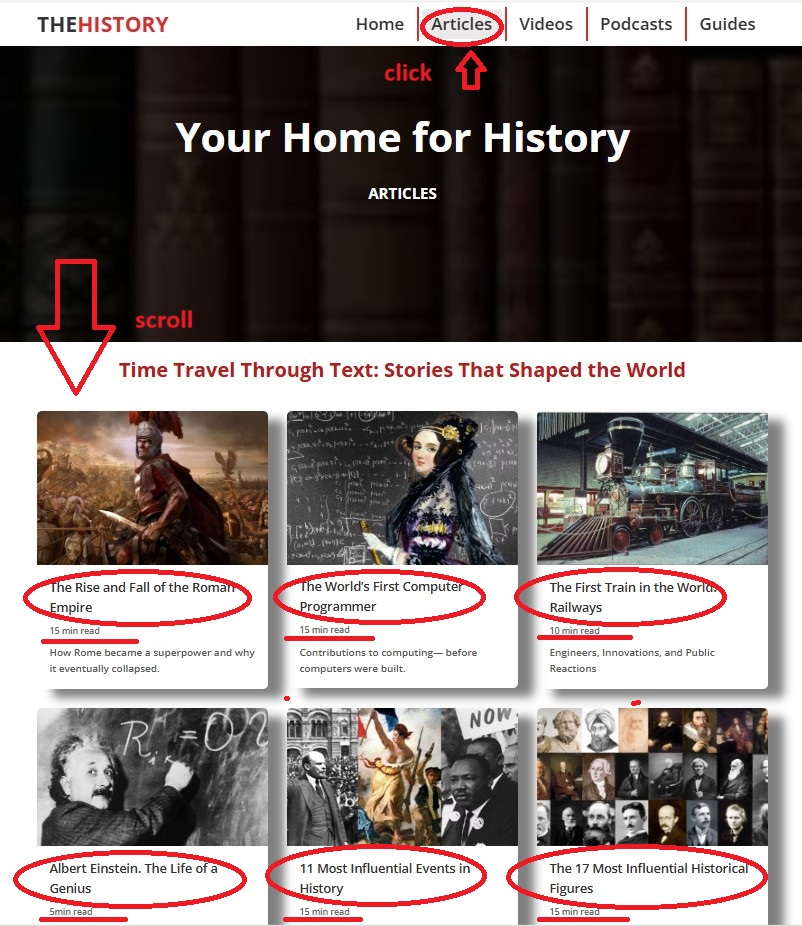 THEHISTORY
Home Articles Videos Podcasts Guides
click
Your Home for History
ARTICLES
scroll
Time Travel Through Text: Stories That Shaped the World
The Rise and Fall of the Roman
Empire
15 min read
How Rome became a superpower and why
it eventually collapsed.
The World's First Computer
Programmer
15 min read
Contributions to computing— before
computers were built.
The First Train in the World:
Railways
10 min read
Engineers, Innovations, and Public
Reactions
NOW
Albert Einstein. The Life of a
Genius
5min read
11 Most Influential Events in
History
15 min read
The 17 Most Influential Historical
Figures
15 min read